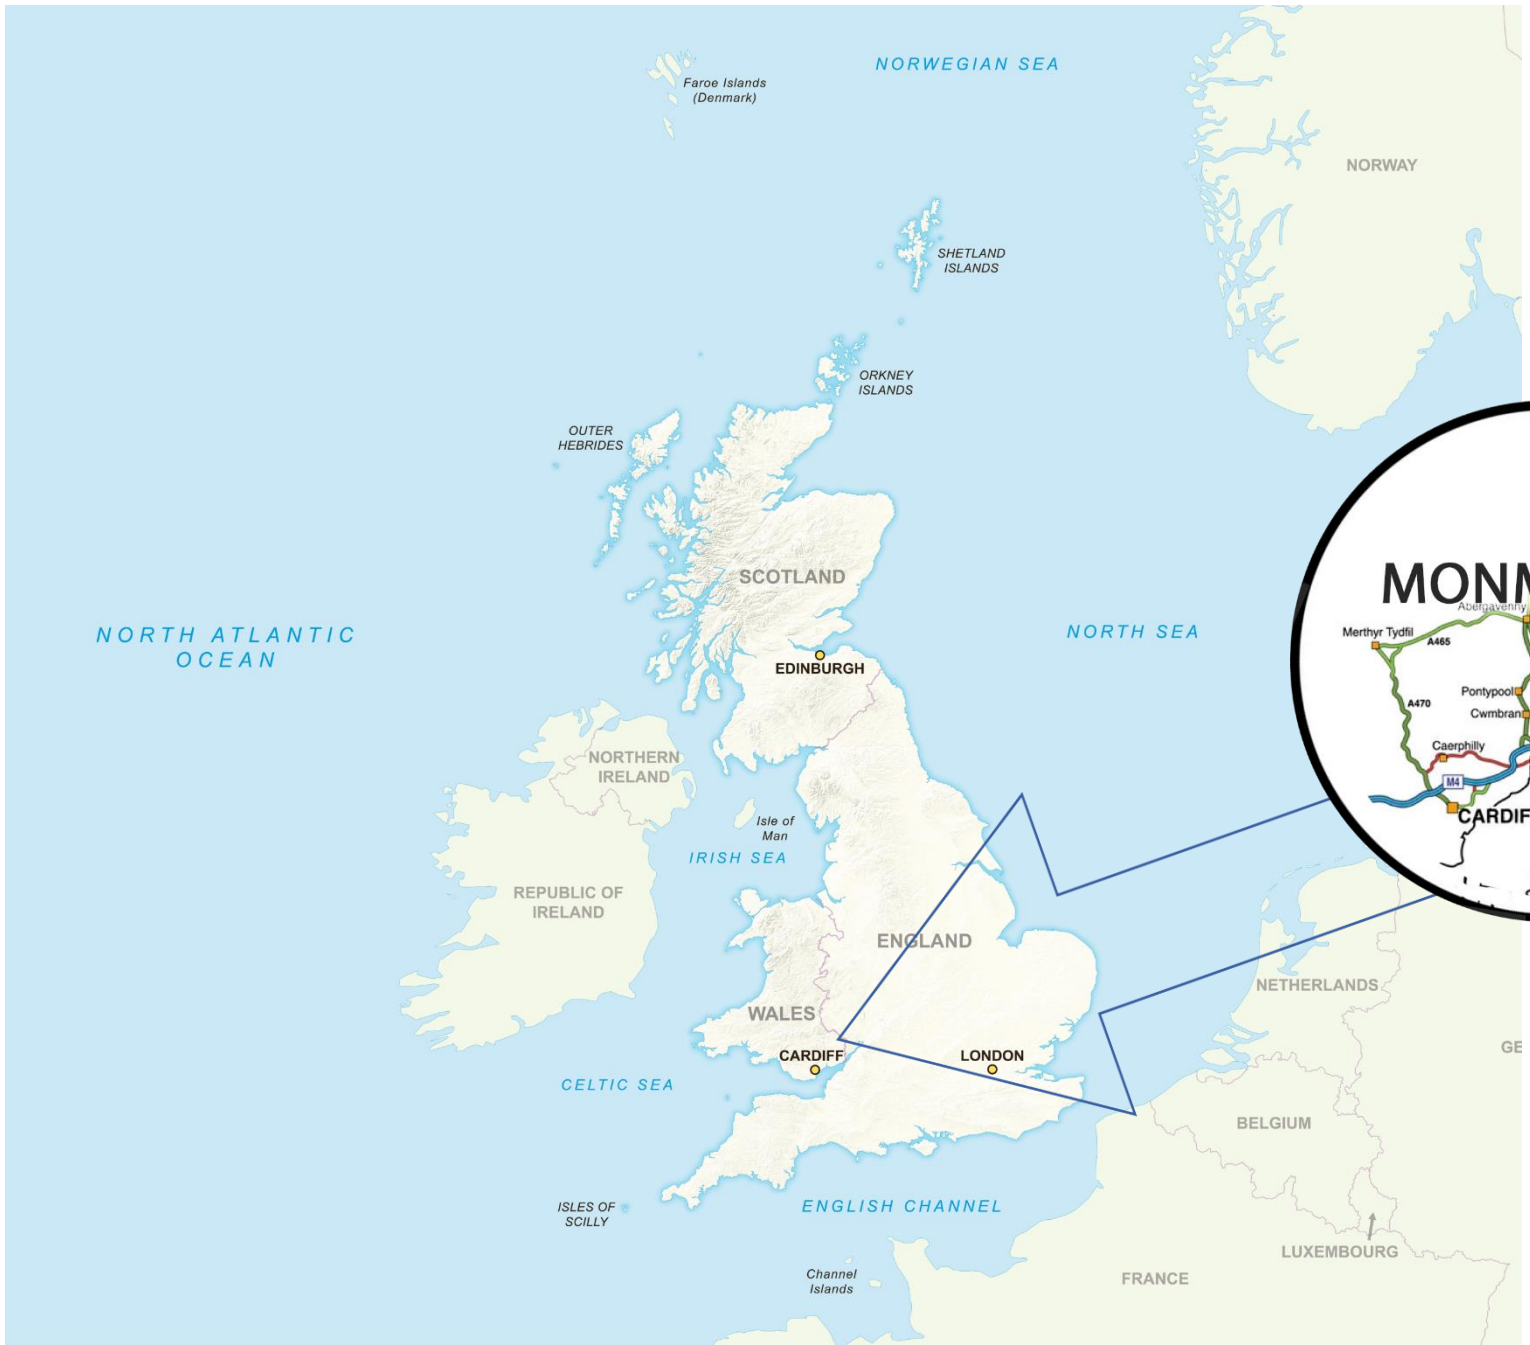 NORWEGIAN SEA
Faroe Islands
(Denmark)
NORWAY
SHETLAND
ISLANDS
ORKNEY
ISLANDS
OUTER
HEBRIDES
SCOTLAND
MONM
Abergavenny
Merthyr Tydfil
A465
NORTH ATLANTIC
OCEAN
NORTH SEA
EDINBURGH
Pontypool
A470
Cwmbran
Caerphilly
M4
CARDIF
NORTHERN
IRELAND
Isle of
Man
IRISH SEA
REPUBLIC OF
IRELAND
ENGLAND
NETHERLANDS
WALES
GE
CARDIFF
LONDON
CELTIC SEA
BELGIUM
ISLES OF
SCILLY
ENGLISH CHANNEL
LUXEMBOURG
Channel
Islands
FRANCE